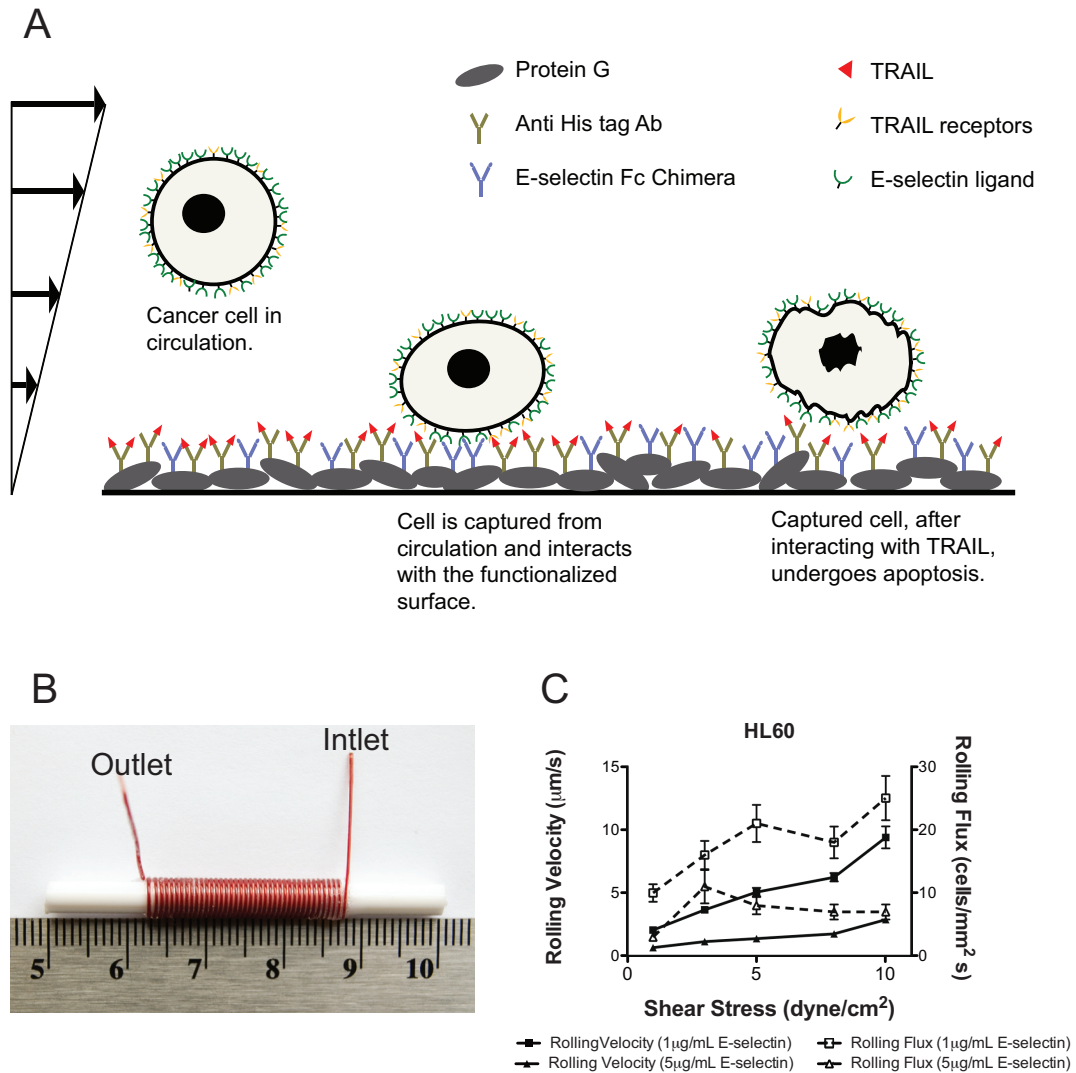 A
Protein G
Anti His tag Ab
E-selectin Fc Chimera
TRAIL
TRAIL receptors
E-selectin ligand
Cancer cell in
circulation.
Cell is captured from
circulation and interacts
with the functionalized
surface.
Captured cell, after
interacting with TRAIL,
undergoes apoptosis.
B
Outlet
Intlet
5 6 7 8 9 10
C
HL60
Rolling Velocity (μm/s)
15
10
5
0
Rolling Flux (cells/mm² s)
30
20
10
0
0 5 10
Shear Stress (dyne/cm²)
RollingVelocity (1μg/mL E-selectin)
Rolling Velocity (5μg/mL E-selectin)
Rolling Flux (1μg/mL E-selectin)
Rolling Flux (5μg/mL E-selectin)